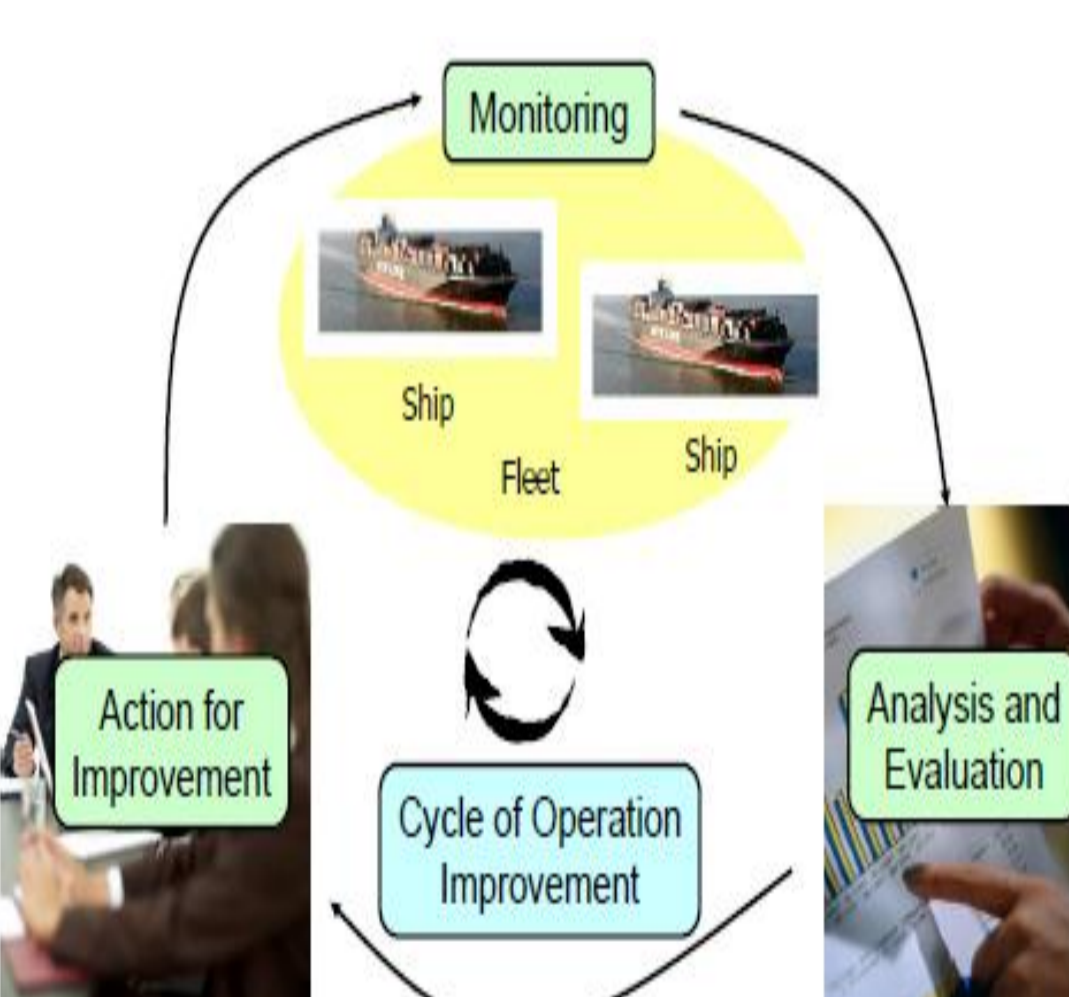 Monitoring
Ship
Ship
Fleet
Action for
Improvement
Analysis and
Evaluation
Cycle of Operation
Improvement